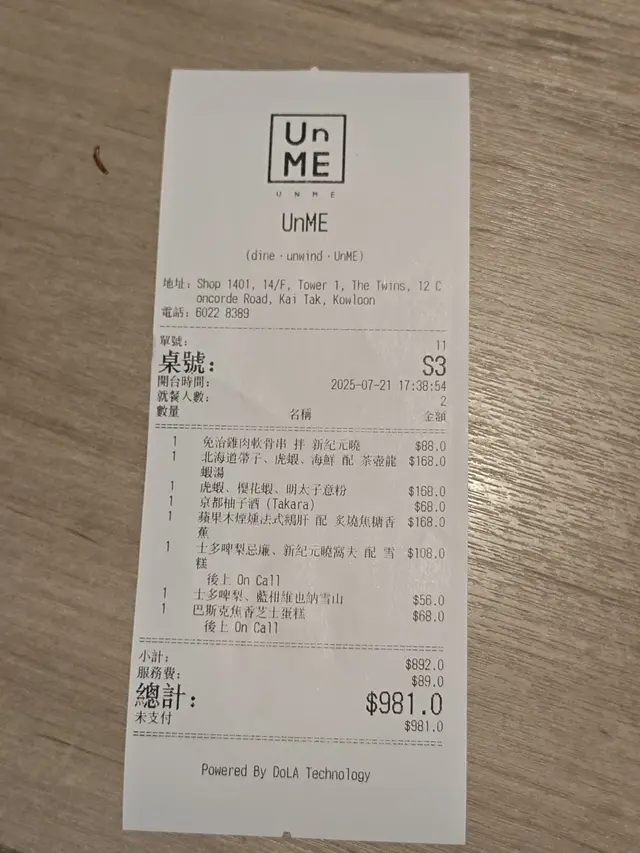 Un
ME
UNME
UnME
(dine · unwind · UnME)
地址: Shop 1401, 14/F, Tower 1, The Twins, 12 C
oncorde Road, Kai Tak, Kowloon
電話: 6022 8389
單號: 11
桌號: S3
開台時間: 2025-07-21 17:38:54
就餐人數: 2
數量 名稱 金額
1 免治雞肉軟骨串 拌 新紀元曉 $88.0
1 北海道帶子、虎蝦、海鮮 配 茶壺龍 $168.0
蝦湯
1 虎蝦、櫻花蝦、明太子意粉 $168.0
1 京都柚子酒 (Takara) $68.0
1 蘋果木煙燻法式鵝肝 配 炙燒焦糖香 $168.0
蕉
1 士多啤梨忌廉、新紀元曉窩夫 配 雪 $108.0
糕
後上 On Call
1 士多啤梨、藍柑維也納雪山 $56.0
1 巴斯克焦香芝士蛋糕 $68.0
後上 On Call
小計: $892.0
服務費: $89.0
總計: $981.0
未支付 $981.0
Powered By DoLA Technology